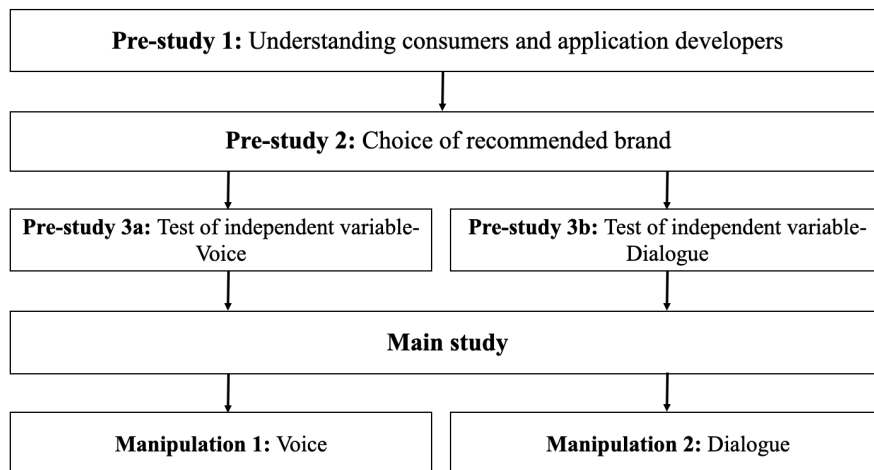 Pre-study 1: Understanding consumers and application developers
Pre-study 2: Choice of recommended brand
Pre-study 3a: Test of independent variable-
Voice
Pre-study 3b: Test of independent variable-
Dialogue
Main study
Manipulation 1: Voice
Manipulation 2: Dialogue